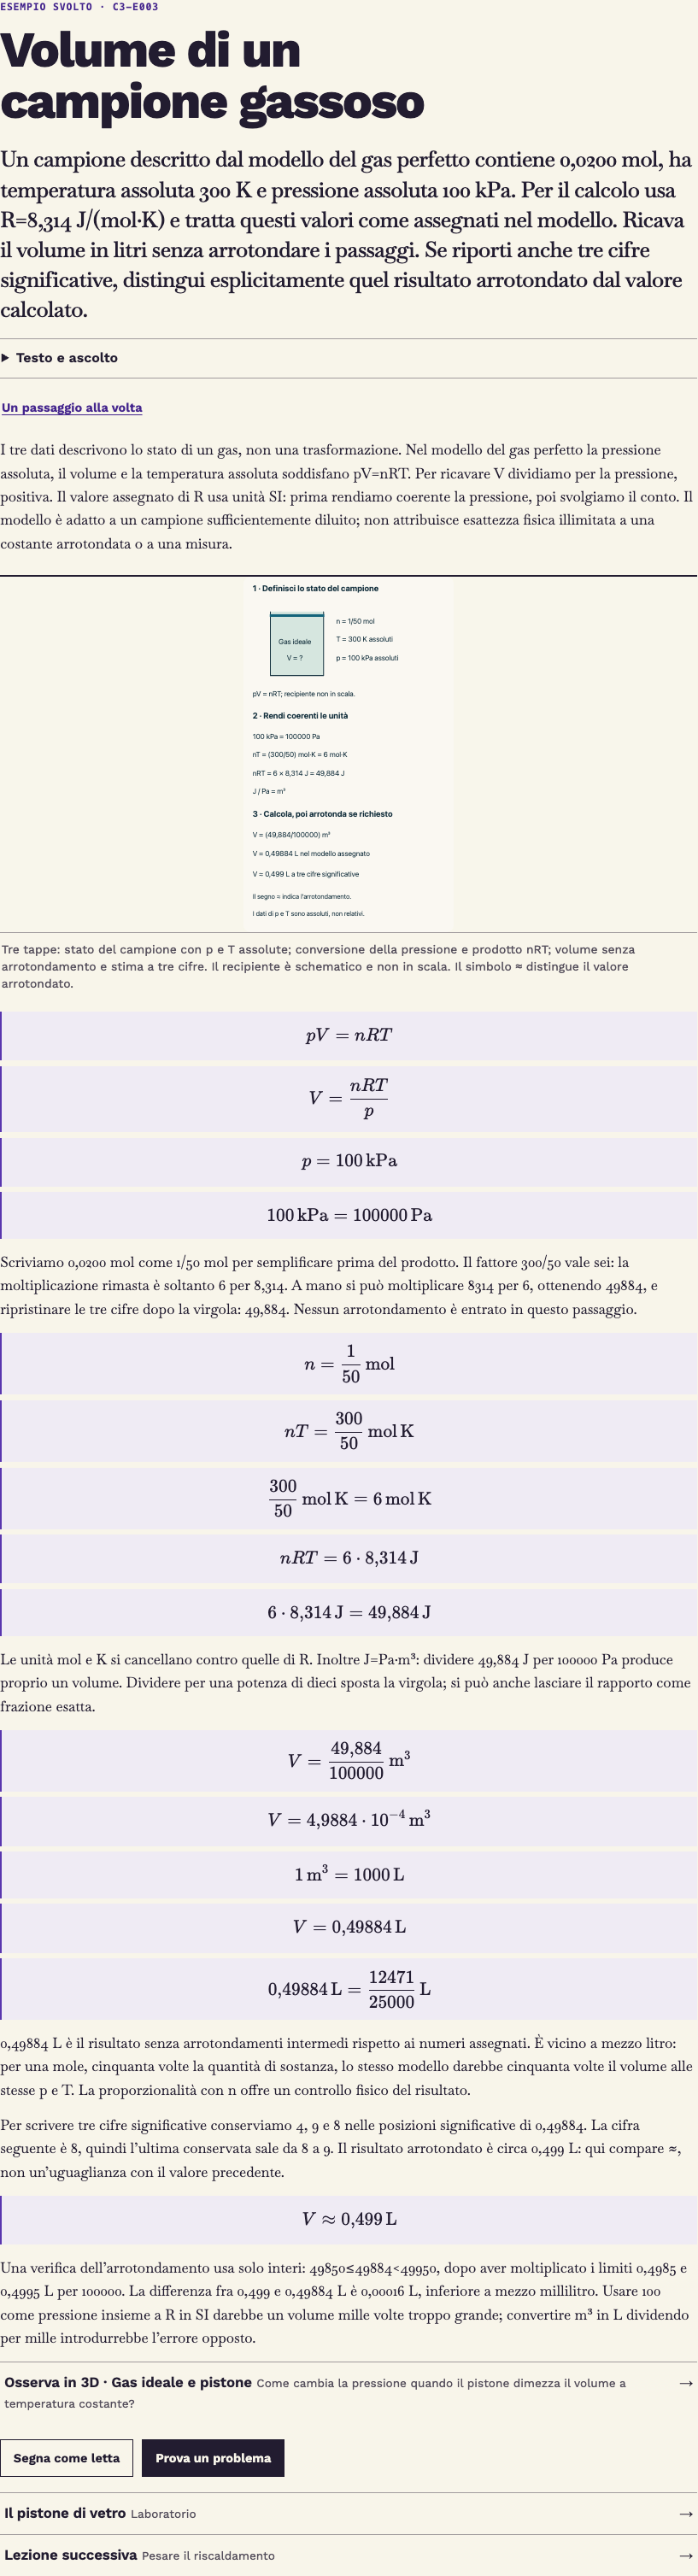 ESEMPIO SVOLTO · C3-E003
Volume di un
campione gassoso
Un campione descritto dal modello del gas perfetto contiene 0,0200 mol, ha
temperatura assoluta 300 K e pressione assoluta 100 kPa. Per il calcolo usa
R=8,314 J/(mol·K) e tratta questi valori come assegnati nel modello. Ricava
il volume in litri senza arrotondare i passaggi. Se riporti anche tre cifre
significative, distingui esplicitamente quel risultato arrotondato dal valore
calcolato.
▶ Testo e ascolto
Un passaggio alla volta
I tre dati descrivono lo stato di un gas, non una trasformazione. Nel modello del gas perfetto la pressione
assoluta, il volume e la temperatura assoluta soddisfano pV=nRT. Per ricavare V dividiamo per la pressione,
positiva. Il valore assegnato di R usa unità SI: prima rendiamo coerente la pressione, poi svolgiamo il conto. Il
modello è adatto a un campione sufficientemente diluito; non attribuisce esattezza fisica illimitata a una
costante arrotondata o a una misura.
1 · Definisci lo stato del campione
Gas ideale
V = ?
n = 1/50 mol
T = 300 K assoluti
p = 100 kPa assoluti
pV = nRT; recipiente non in scala.
2 · Rendi coerenti le unità
100 kPa = 100000 Pa
nT = (300/50) mol·K = 6 mol·K
nRT = 6 × 8,314 J = 49,884 J
J / Pa = m³
3 · Calcola, poi arrotonda se richiesto
V = (49,884/100000) m³
V = 0,49884 L nel modello assegnato
V ≈ 0,499 L a tre cifre significative
Il segno ≈ indica l'arrotondamento.
I dati di p e T sono assoluti, non relativi.
Tre tappe: stato del campione con p e T assolute; conversione della pressione e prodotto nRT; volume senza
arrotondamento e stima a tre cifre. Il recipiente è schematico e non in scala. Il simbolo ≈ distingue il valore
arrotondato.
pV = nRT
V = nRT/p
p = 100 kPa
100 kPa = 100000 Pa
Scriviamo 0,0200 mol come 1/50 mol per semplificare prima del prodotto. Il fattore 300/50 vale sei: la
moltiplicazione rimasta è soltanto 6 per 8,314. A mano si può moltiplicare 8314 per 6, ottenendo 49884, e
ripristinare le tre cifre dopo la virgola: 49,884. Nessun arrotondamento è entrato in questo passaggio.
n = 1/50 mol
nT = 300/50 mol K
300/50 mol K = 6 mol K
nRT = 6 · 8,314 J
6 · 8,314 J = 49,884 J
Le unità mol e K si cancellano contro quelle di R. Inoltre J=Pa·m³: dividere 49,884 J per 100000 Pa produce
proprio un volume. Dividere per una potenza di dieci sposta la virgola; si può anche lasciare il rapporto come
frazione esatta.
V = 49,884/100000 m³
V = 4,9884 · 10⁻⁴ m³
1 m³ = 1000 L
V = 0,49884 L
0,49884 L = 12471/25000 L
0,49884 L è il risultato senza arrotondamenti intermedi rispetto ai numeri assegnati. È vicino a mezzo litro:
per una mole, cinquanta volte la quantità di sostanza, lo stesso modello darebbe cinquanta volte il volume alle
stesse p e T. La proporzionalità con n offre un controllo fisico del risultato.
Per scrivere tre cifre significative conserviamo 4, 9 e 8 nelle posizioni significative di 0,49884. La cifra
seguente è 8, quindi l'ultima conservata sale da 8 a 9. Il risultato arrotondato è circa 0,499 L: qui compare ≈,
non un'uguaglianza con il valore precedente.
V ≈ 0,499 L
Una verifica dell'arrotondamento usa solo interi: 49850≤49884<49950, dopo aver moltiplicato i limiti 0,4985 e
0,4995 L per 100000. La differenza fra 0,499 e 0,49884 L è 0,00016 L, inferiore a mezzo millilitro. Usare 100
come pressione insieme a R in SI darebbe un volume mille volte troppo grande; convertire m³ in L dividendo
per mille introdurrebbe l'errore opposto.
Osserva in 3D · Gas ideale e pistone Come cambia la pressione quando il pistone dimezza il volume a →
temperatura costante?
Segna come letta
Prova un problema
Il pistone di vetro Laboratorio →
Lezione successiva Pesare il riscaldamento →